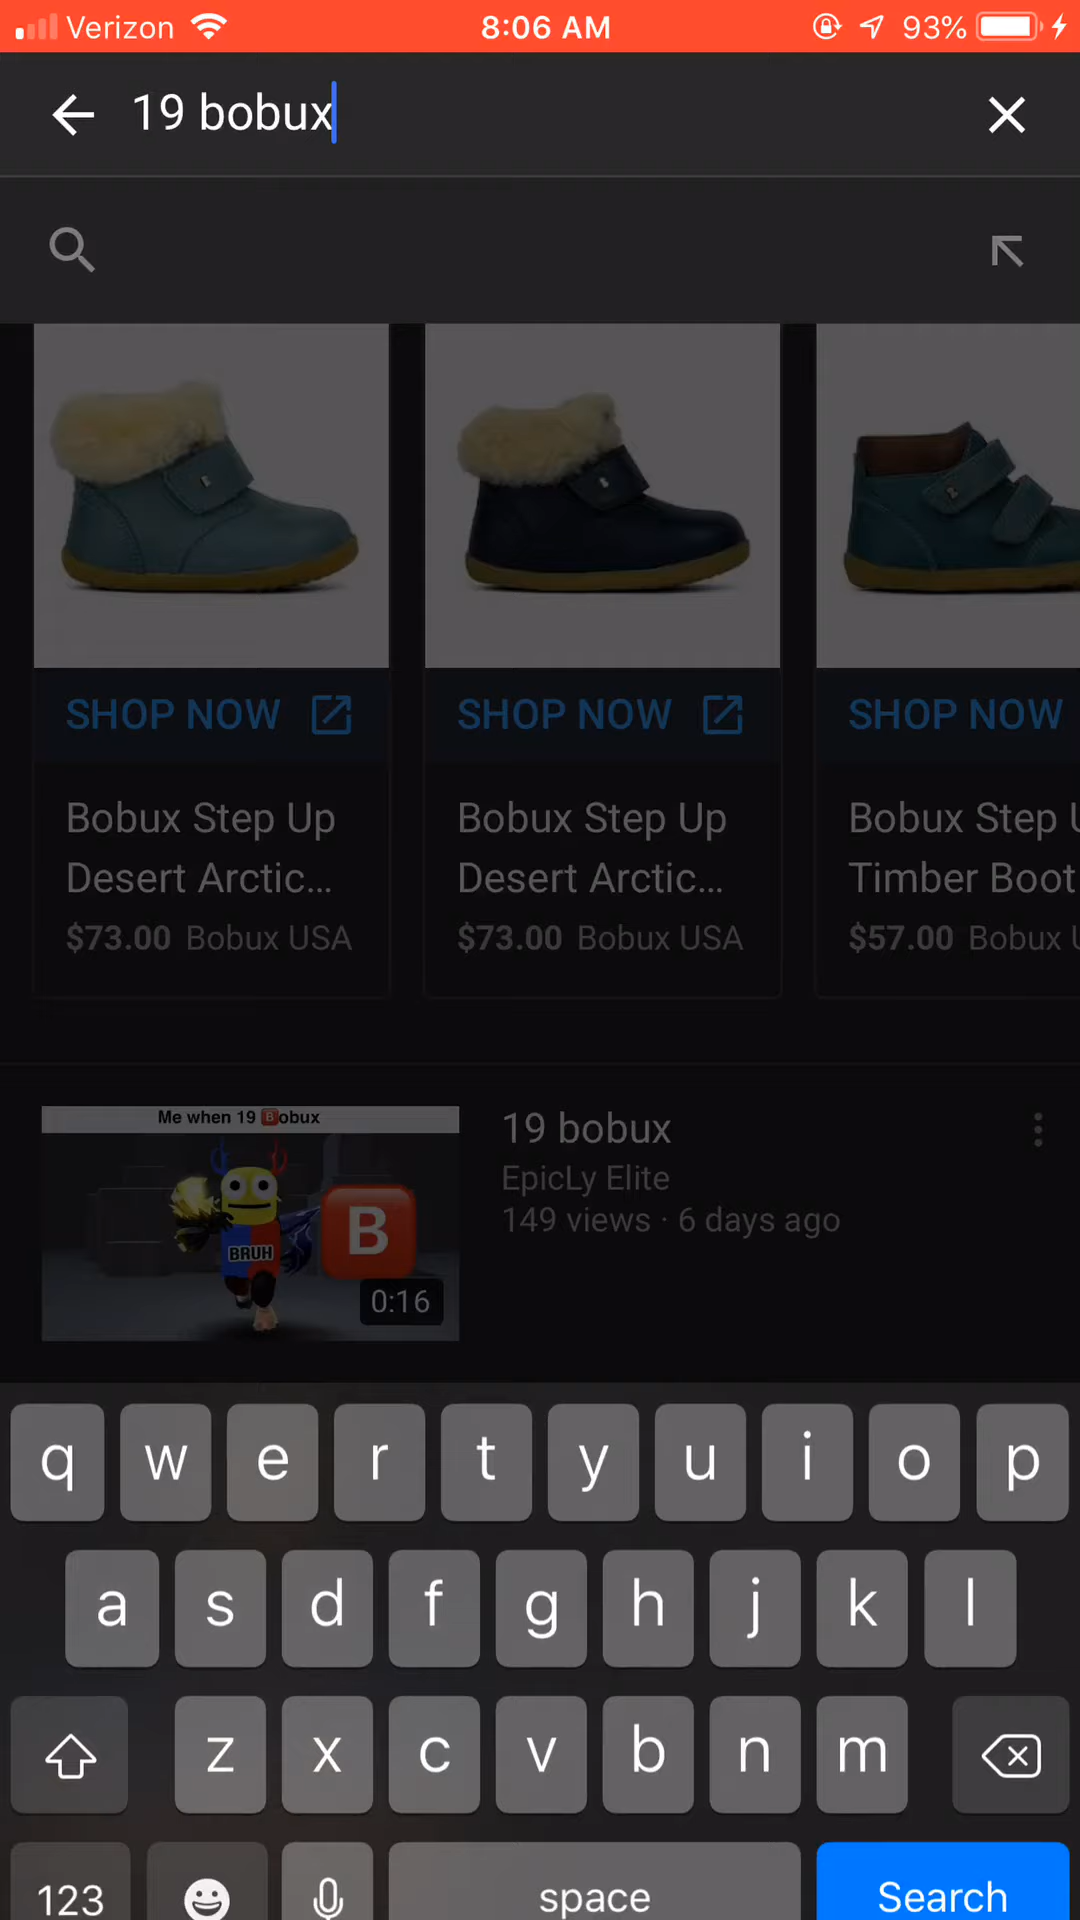 Verizon 8:06 AM 93%
19 bobux
SHOP NOW SHOP NOW SHOP NOW
Bobux Step Up Bobux Step Up Bobux Step
Desert Arctic... Desert Arctic... Timber Boot
$73.00 Bobux USA $73.00 Bobux USA $57.00 Bobux
Me when 19 🅱obux
BRUH
B
0:16
19 bobux
EpicLy Elite
149 views · 6 days ago
q w e r t y u i o p
a s d f g h j k l
z x c v b n m
123 space Search